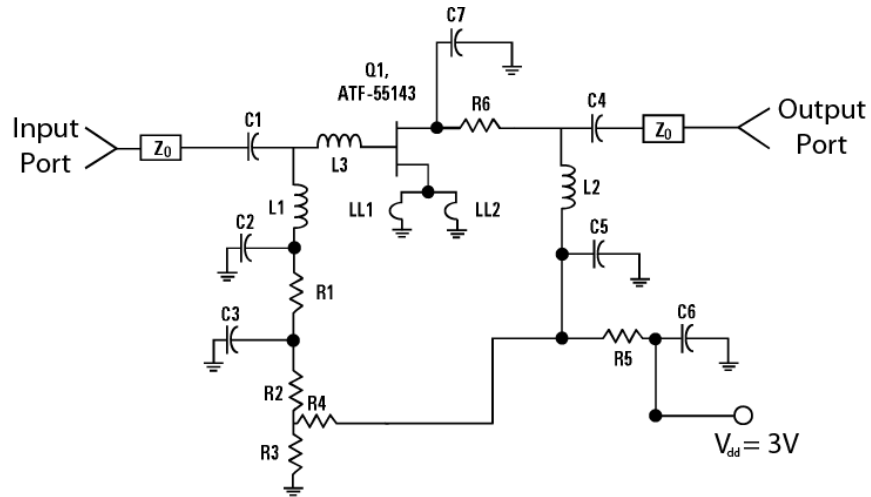 C7
Q1,
ATF-55143
R6
C4
Z0
Output
Port
Input
Port
Z0
C1
L3
L1
LL1
LL2
L2
C2
C5
R1
C3
R5
C6
R2
R4
R3
Vdd = 3V